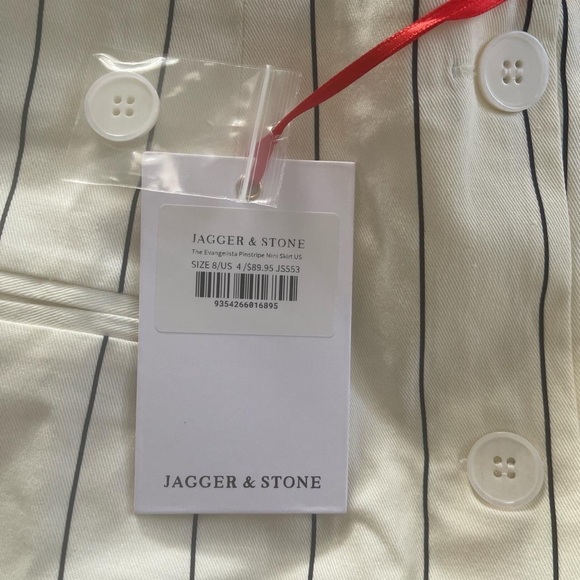 JAGGER & STONE
The Evangelista Pinstripe Mini Skirt US
SIZE 8/US 4 /$89.95 JS553
9354266016895
JAGGER & STONE